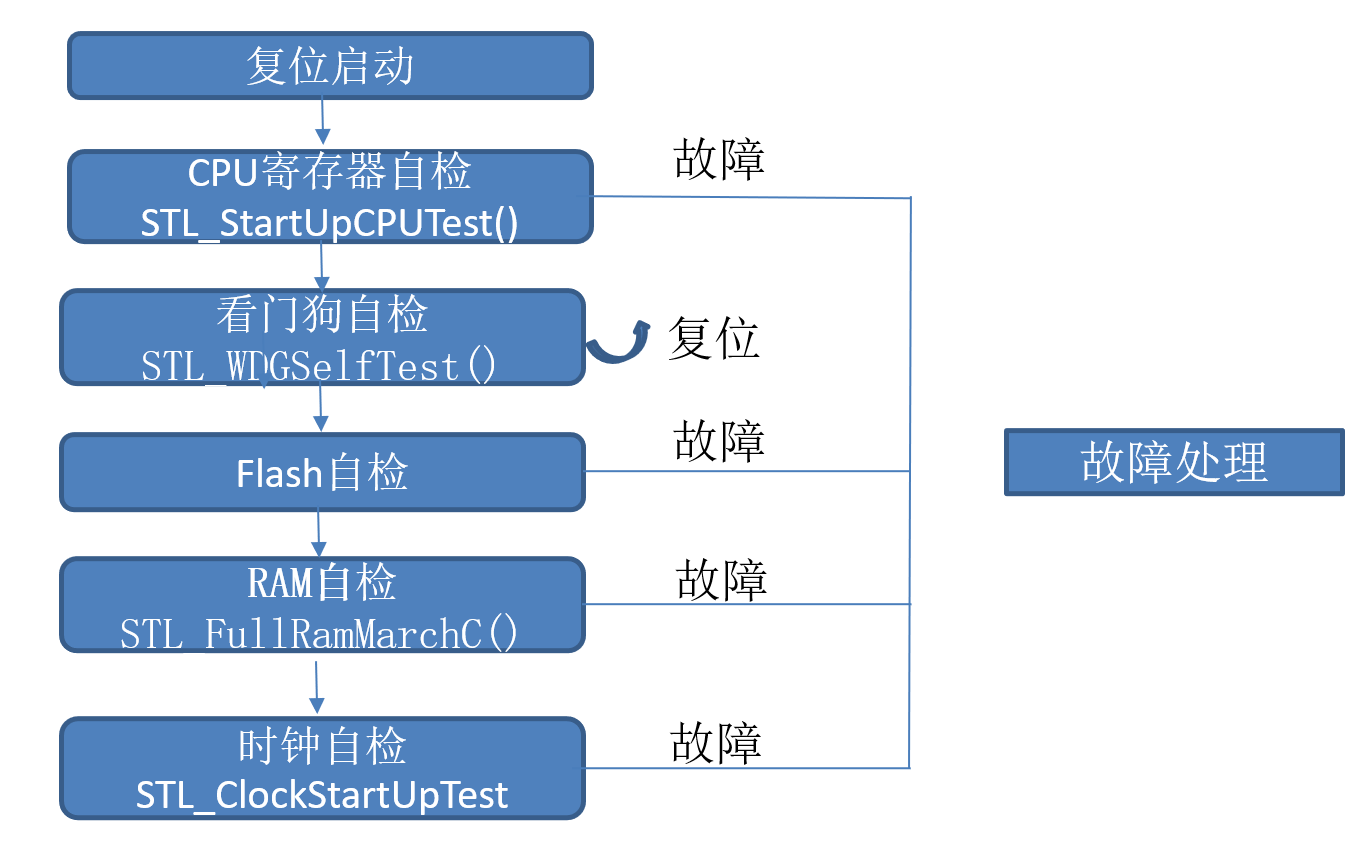 复位启动
CPU寄存器自检
STL_StartUpCPUTest()
故障
看门狗自检
STL_WDGSelfTest()
复位
Flash自检
故障
故障处理
RAM自检
STL_FullRamMarchC()
故障
时钟自检
STL_ClockStartUpTest
故障